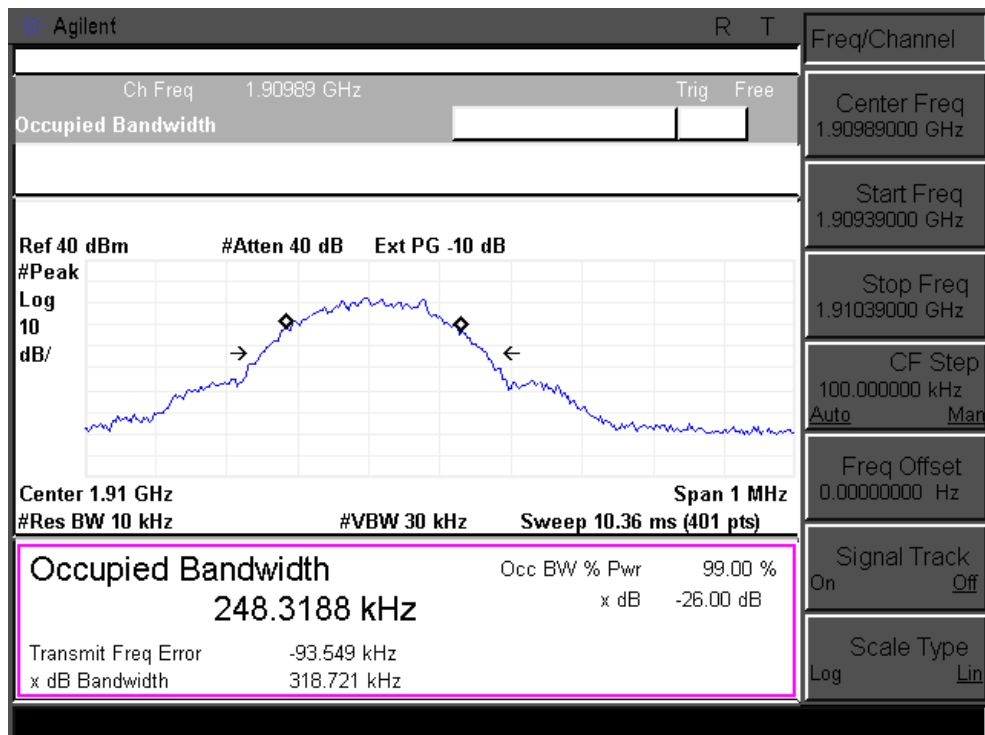 Agilent
R T
Freq/Channel
Ch Freq 1.90989 GHz
Trig Free
Occupied Bandwidth
Center Freq
1.90989000 GHz
Start Freq
1.90939000 GHz
Stop Freq
1.91039000 GHz
CF Step
100.000000 kHz
Auto Man
Freq Offset
0.00000000 Hz
Signal Track
On Off
Scale Type
Log Lin
Ref 40 dBm #Atten 40 dB Ext PG -10 dB
#Peak
Log
10
dB/
Center 1.91 GHz Span 1 MHz
#Res BW 10 kHz #VBW 30 kHz Sweep 10.36 ms (401 pts)
Occupied Bandwidth
248.3188 kHz
Occ BW % Pwr 99.00 %
x dB -26.00 dB
Transmit Freq Error -93.549 kHz
x dB Bandwidth 318.721 kHz